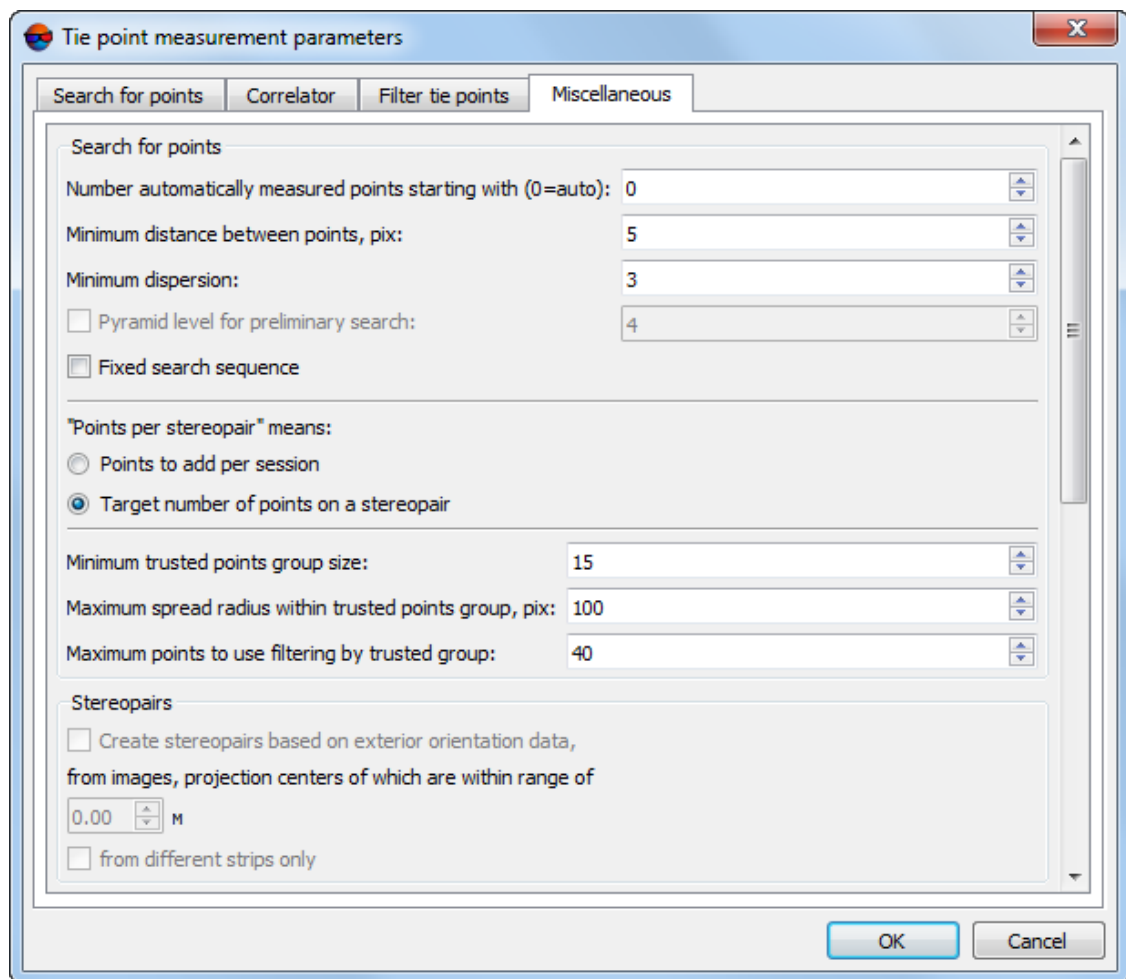 Tie point measurement parameters
Search for points Correlator Filter tie points Miscellaneous
Search for points
Number automatically measured points starting with (0=auto): 0
Minimum distance between points, pix: 5
Minimum dispersion: 3
Pyramid level for preliminary search: 4
Fixed search sequence
"Points per stereopair" means:
Points to add per session
Target number of points on a stereopair
Minimum trusted points group size: 15
Maximum spread radius within trusted points group, pix: 100
Maximum points to use filtering by trusted group: 40
Stereopairs
Create stereopairs based on exterior orientation data,
from images, projection centers of which are within range of
0.00 м
from different strips only
OK Cancel